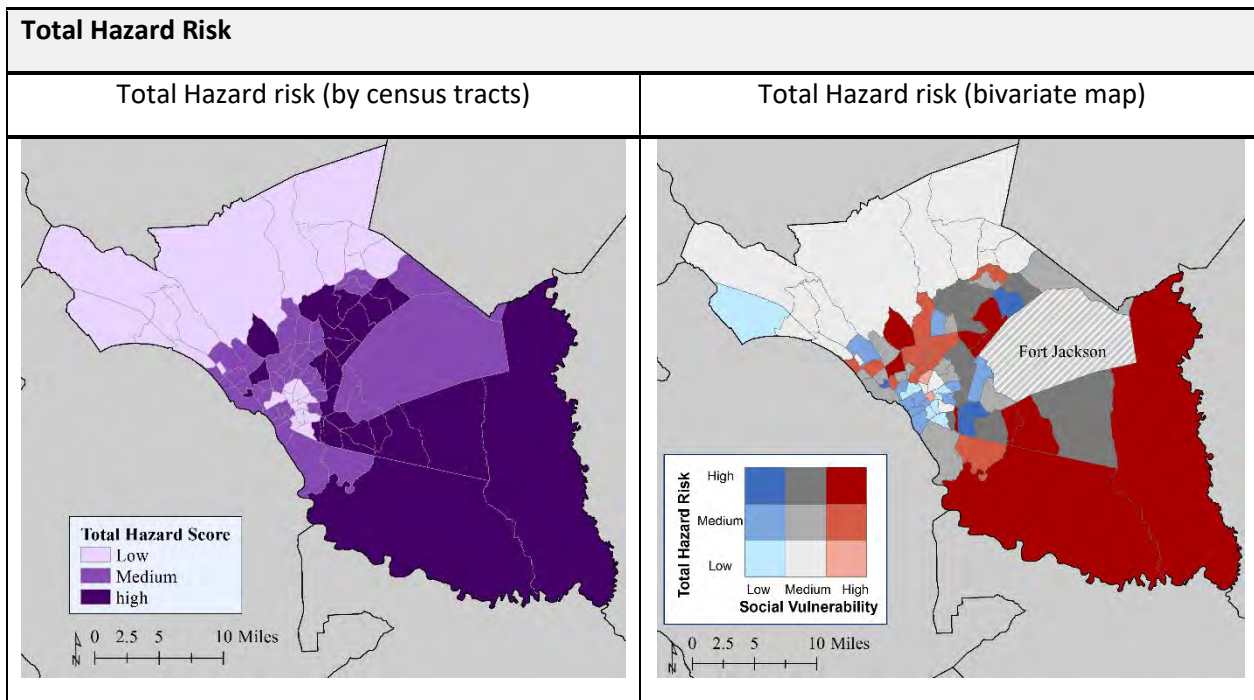 Total Hazard Risk
Total Hazard risk (by census tracts)
Total Hazard risk (bivariate map)
Total Hazard Score
Low
Medium
high
N
0 2.5 5 10 Miles
Fort Jackson
Total Hazard Risk
High
Medium
Low
Low Medium High
Social Vulnerability
N
0 2.5 5 10 Miles